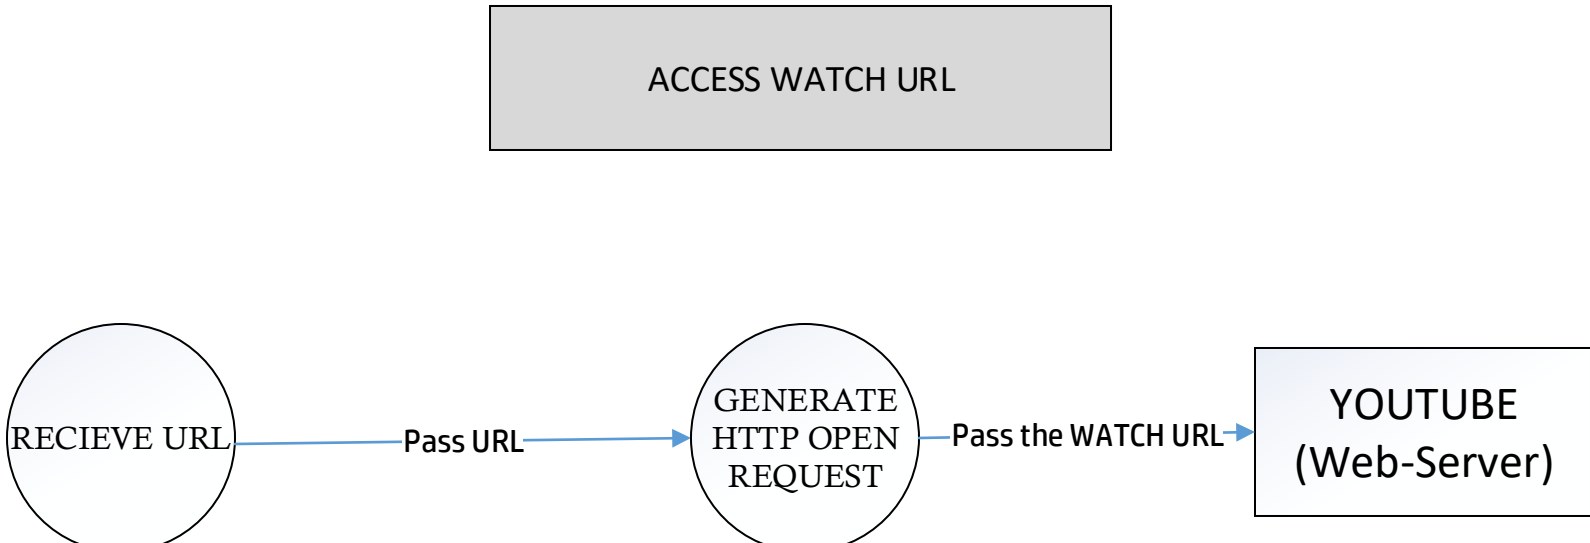 ACCESS WATCH URL
RECIEVE URL
Pass URL
GENERATE
HTTP OPEN
REQUEST
Pass the WATCH URL
YOUTUBE
(Web-Server)